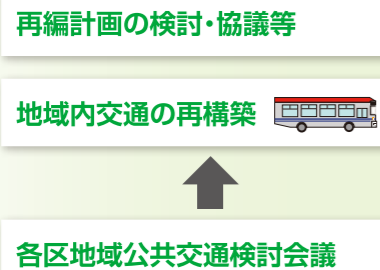 再編計画の検討・協議等
地域内交通の再構築
各区地域公共交通検討会議